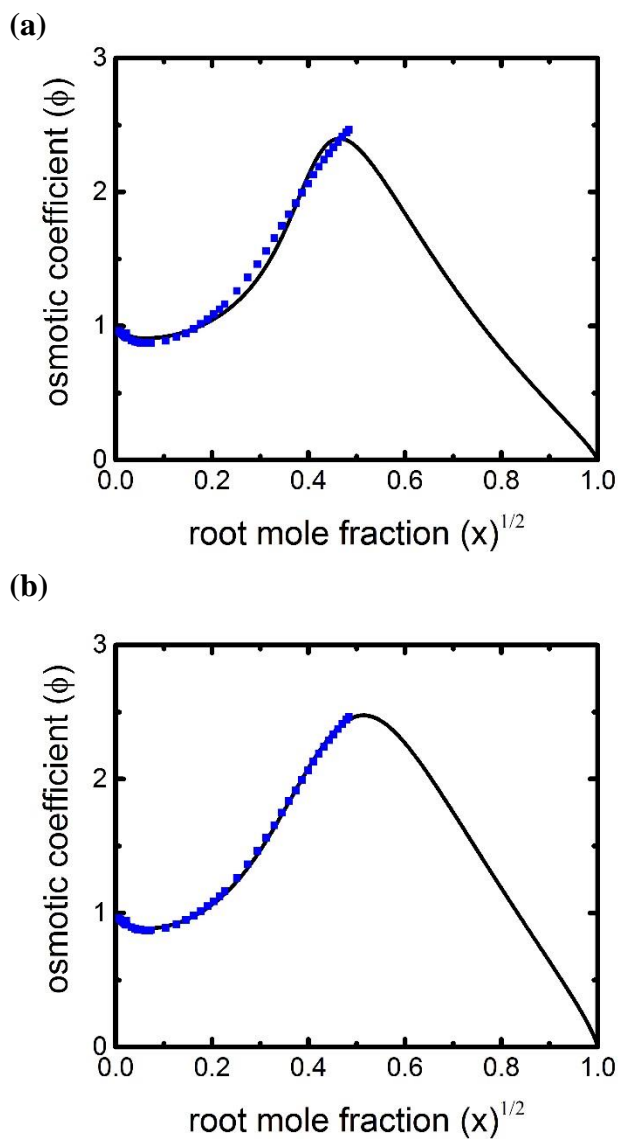 (a)
3
2
1
0
osmotic coefficient (ϕ)
0.0 0.2 0.4 0.6 0.8 1.0
root mole fraction (x)^1/2
(b)
3
2
1
0
osmotic coefficient (ϕ)
0.0 0.2 0.4 0.6 0.8 1.0
root mole fraction (x)^1/2